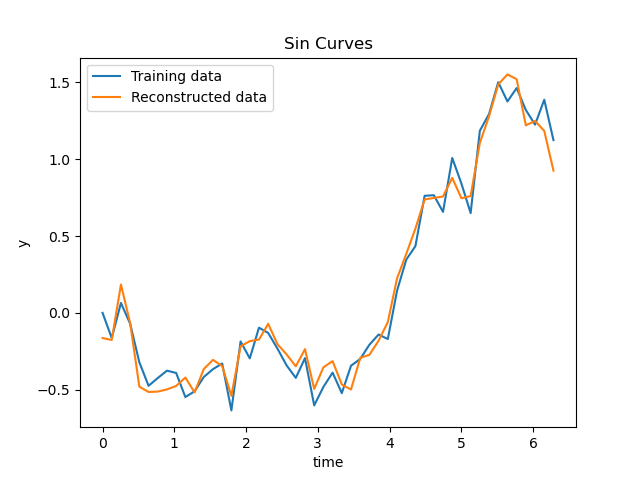 Sin Curves
Training data
Reconstructed data
1.5
1.0
0.5
0.0
−0.5
y
0 1 2 3 4 5 6
time